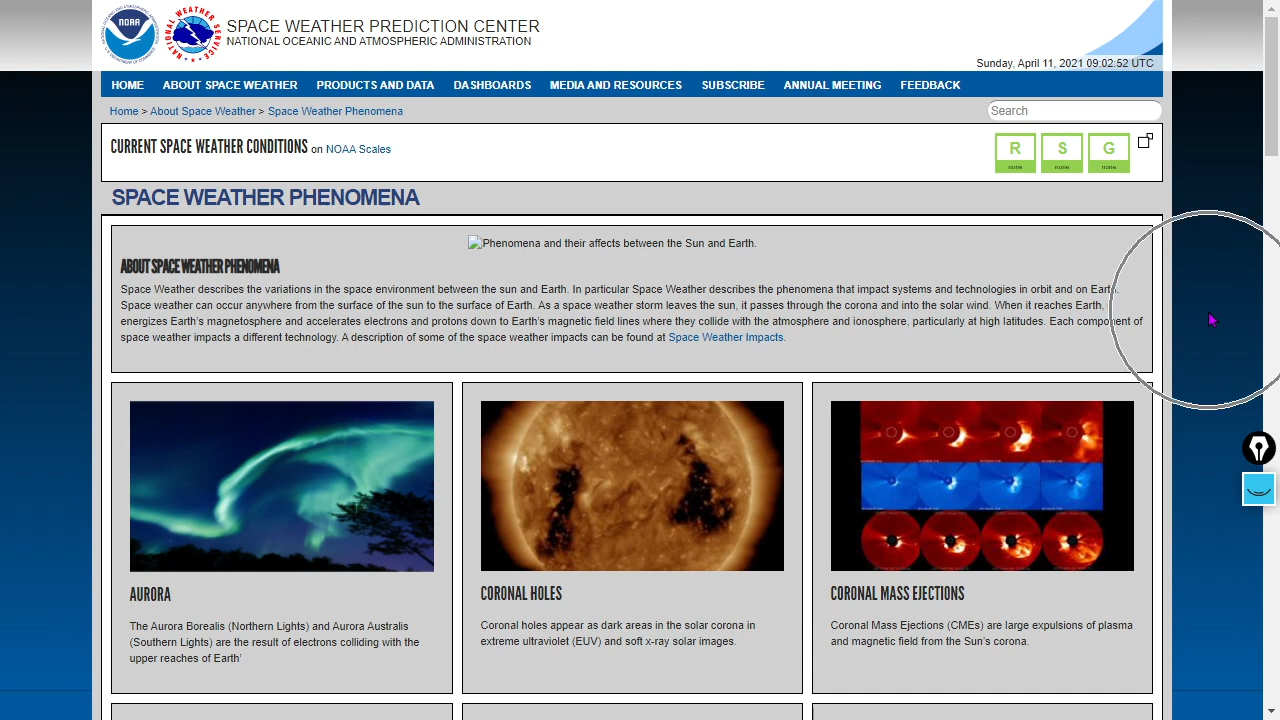 NOAA
SPACE WEATHER PREDICTION CENTER
NATIONAL OCEANIC AND ATMOSPHERIC ADMINISTRATION
Sunday, April 11, 2021 09:02:52 UTC
HOME ABOUT SPACE WEATHER PRODUCTS AND DATA DASHBOARDS MEDIA AND RESOURCES SUBSCRIBE ANNUAL MEETING FEEDBACK
Home > About Space Weather > Space Weather Phenomena
Search
CURRENT SPACE WEATHER CONDITIONS on NOAA Scales
R S G
none none none
SPACE WEATHER PHENOMENA
Phenomena and their affects between the Sun and Earth.
ABOUT SPACE WEATHER PHENOMENA
Space Weather describes the variations in the space environment between the sun and Earth. In particular Space Weather describes the phenomena that impact systems and technologies in orbit and on Earth.
Space weather can occur anywhere from the surface of the sun to the surface of Earth. As a space weather storm leaves the sun, it passes through the corona and into the solar wind. When it reaches Earth,
energizes Earth’s magnetosphere and accelerates electrons and protons down to Earth’s magnetic field lines where they collide with the atmosphere and ionosphere, particularly at high latitudes. Each component of
space weather impacts a different technology. A description of some of the space weather impacts can be found at Space Weather Impacts.
AURORA
The Aurora Borealis (Northern Lights) and Aurora Australis
(Southern Lights) are the result of electrons colliding with the
upper reaches of Earth’
CORONAL HOLES
Coronal holes appear as dark areas in the solar corona in
extreme ultraviolet (EUV) and soft x-ray solar images.
CORONAL MASS EJECTIONS
Coronal Mass Ejections (CMEs) are large expulsions of plasma
and magnetic field from the Sun’s corona.